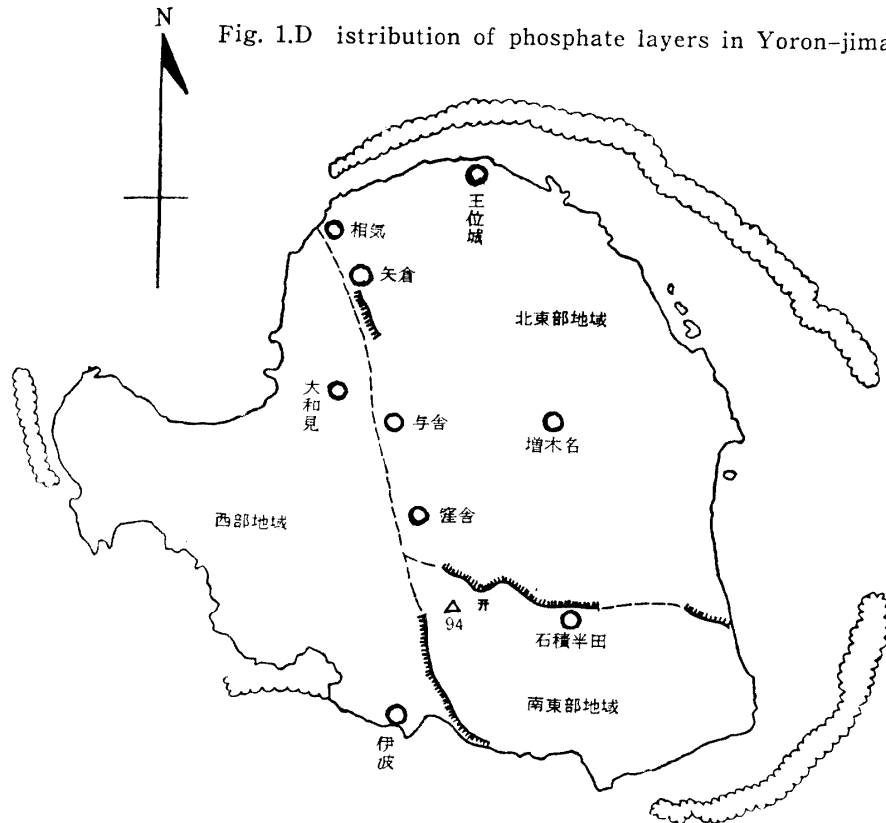 N
Fig. 1.D istribution of phosphate layers in Yoron-jima
王位城
相気
矢倉
北東部地域
大和見
与舎
増木名
西部地域
窪舎
94
石積半田
南東部地域
伊波